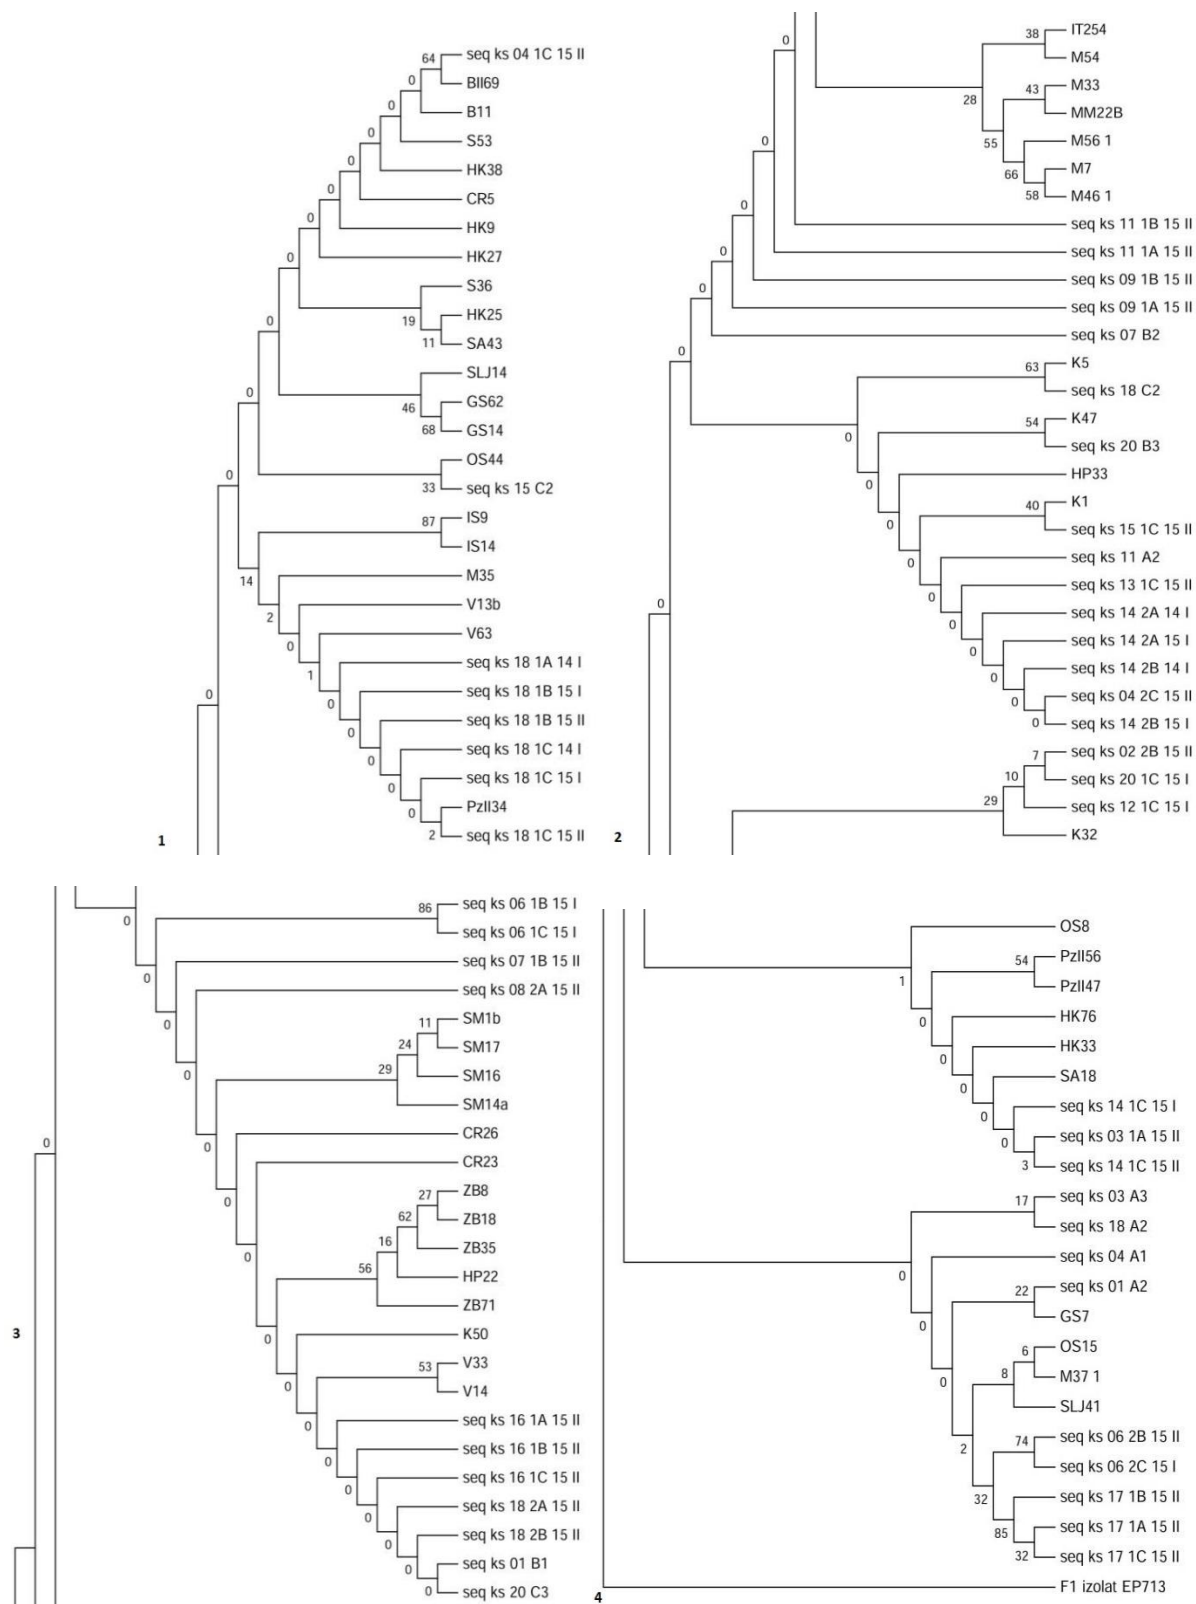 64
seq ks 04 1C 15 II
0
BII69
0
B11
0
S53
0
HK38
0
CR5
0
HK9
0
HK27
0
S36
19
HK25
11
SA43
0
SLJ14
46
GS62
68
GS14
0
OS44
33
seq ks 15 C2
0
87
IS9
IS14
14
M35
2
V13b
0
V63
1
seq ks 18 1A 14 I
0
seq ks 18 1B 15 I
0
seq ks 18 1B 15 II
0
seq ks 18 1C 14 I
0
seq ks 18 1C 15 I
0
PzII34
2
seq ks 18 1C 15 II
0
1
0
38
IT254
M54
28
43
M33
MM22B
55
M56 1
66
M7
58
M46 1
0
seq ks 11 1B 15 II
0
seq ks 11 1A 15 II
0
seq ks 09 1B 15 II
0
seq ks 09 1A 15 II
0
seq ks 07 B2
0
63
K5
seq ks 18 C2
0
54
K47
seq ks 20 B3
0
HP33
0
40
K1
seq ks 15 1C 15 II
0
seq ks 11 A2
0
seq ks 13 1C 15 II
0
seq ks 14 2A 14 I
0
seq ks 14 2A 15 I
0
seq ks 14 2B 14 I
0
seq ks 04 2C 15 II
0
seq ks 14 2B 15 I
0
7
seq ks 02 2B 15 II
10
seq ks 20 1C 15 I
29
seq ks 12 1C 15 I
K32
2
0
86
seq ks 06 1B 15 I
seq ks 06 1C 15 I
0
seq ks 07 1B 15 II
0
seq ks 08 2A 15 II
0
11
SM1b
24
SM17
29
SM16
SM14a
0
CR26
0
CR23
0
27
ZB8
62
ZB18
16
ZB35
56
HP22
ZB71
0
K50
0
53
V33
V14
0
seq ks 16 1A 15 II
0
seq ks 16 1B 15 II
0
seq ks 16 1C 15 II
0
seq ks 18 2A 15 II
0
seq ks 18 2B 15 II
0
seq ks 01 B1
0
seq ks 20 C3
0
3
OS8
1
54
PzII56
PzII47
0
HK76
0
HK33
0
SA18
0
seq ks 14 1C 15 I
0
seq ks 03 1A 15 II
3
seq ks 14 1C 15 II
17
seq ks 03 A3
seq ks 18 A2
0
seq ks 04 A1
0
22
seq ks 01 A2
GS7
0
6
OS15
8
M37 1
SLJ41
2
74
seq ks 06 2B 15 II
seq ks 06 2C 15 I
32
seq ks 17 1B 15 II
85
seq ks 17 1A 15 II
32
seq ks 17 1C 15 II
F1 izolat EP713
4